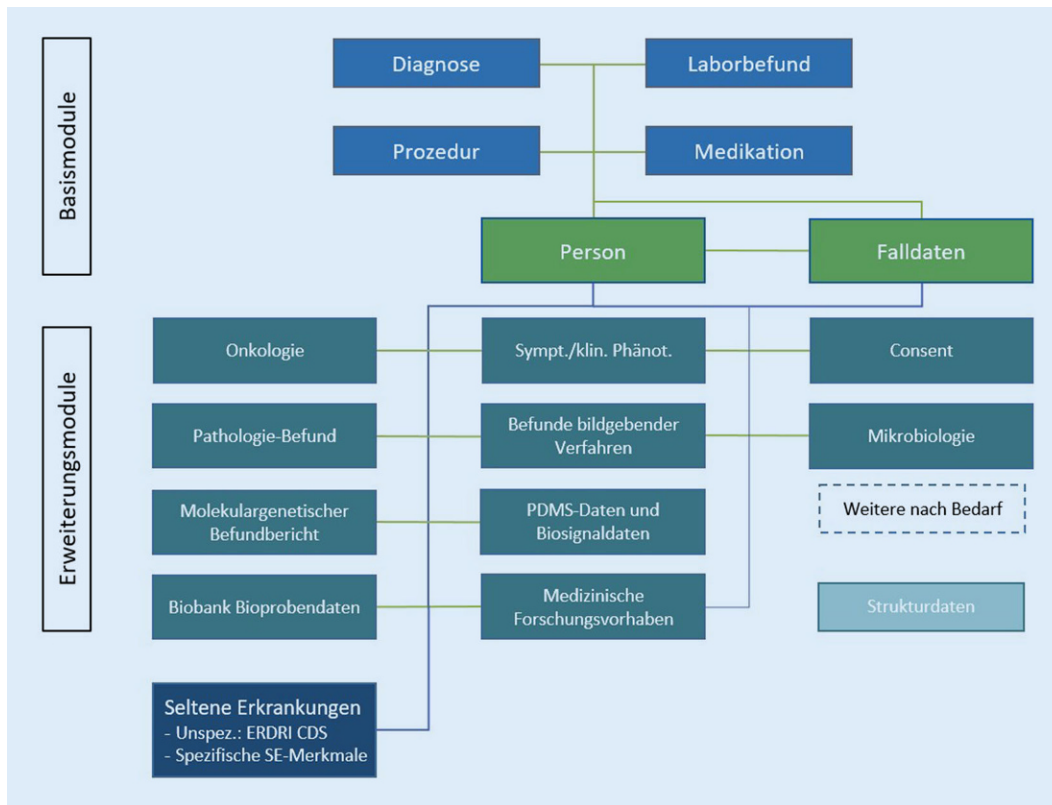 Basismodule
Diagnose
Laborbefund
Prozedur
Medikation
Person
Falldaten
Erweiterungsmodule
Onkologie
Sympt./klin. Phänot.
Consent
Pathologie-Befund
Befunde bildgebender
Verfahren
Mikrobiologie
Molekulargenetischer
Befundbericht
PDMS-Daten und
Biosignaldaten
Weitere nach Bedarf
Biobank Bioprobendaten
Medizinische
Forschungsvorhaben
Strukturdaten
Seltene Erkrankungen
- Unspez.: ERDRI CDS
- Spezifische SE-Merkmale